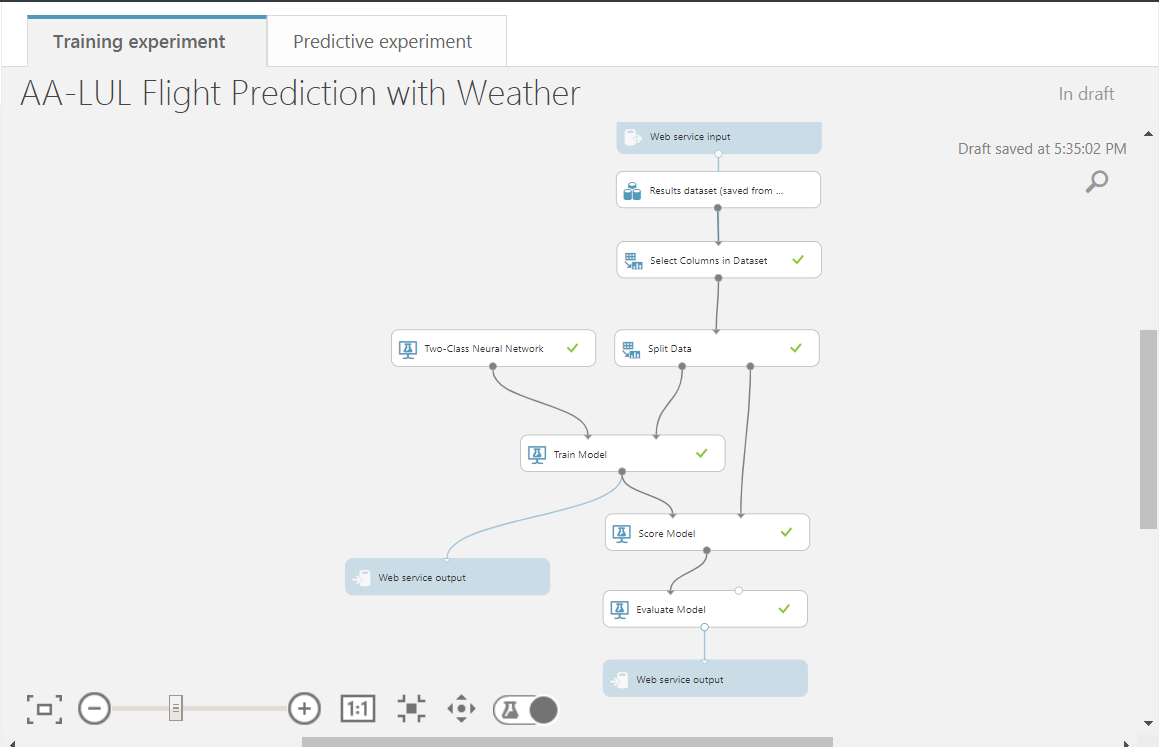 Training experiment
Predictive experiment
AA-LUL Flight Prediction with Weather
In draft
Draft saved at 5:35:02 PM
Web service input
Results dataset (saved from ...
Select Columns in Dataset
Two-Class Neural Network
Split Data
Train Model
Score Model
Web service output
Evaluate Model
Web service output
1:1